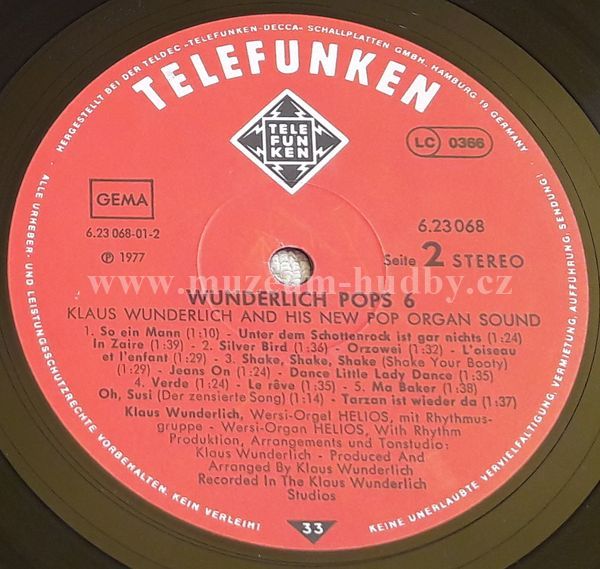 HERGESTELLT BEI DER TELDEC -TELEFUNKEN-DECCA- SCHALLPLATTEN GMBH., HAMBURG 19, GERMANY
TELEFUNKEN
TELE
FUN
KEN
LC 0366
GEMA
6.23 068-01-2
Ⓟ 1977
6.23 068
Seite 2 STEREO
www.muzeum-hudby.cz
WUNDERLICH POPS 6
KLAUS WUNDERLICH AND HIS NEW POP ORGAN SOUND
1. So ein Mann (1:10) - Unter dem Schottenrock ist gar nichts (1:24)
In Zaire (1:39) - 2. Silver Bird (1:36) - Orzowei (1:32) - L'oiseau
et l'enfant (1:29) - 3. Shake, Shake, Shake (Shake Your Booty)
(1:29) - Jeans On (1:24) - Dance Little Lady Dance (1:35)
4. Verde (1:24) - Le rêve (1:35) - 5. Ma Baker (1:38)
Oh, Susi (Der zensierte Song) (1:14) - Tarzan ist wieder da (1:37)
Klaus Wunderlich, Wersi-Orgel HELIOS, mit Rhythmus-
gruppe - Wersi-Organ HELIOS, With Rhythm
Produktion, Arrangements und Tonstudio:
Klaus Wunderlich - Produced And
Arranged By Klaus Wunderlich
Recorded In The Klaus Wunderlich
Studios
33
ALLE URHEBER- UND LEISTUNGSSCHUTZRECHTE VORBEHALTEN. KEIN VERLEIH!
KEINE UNERLAUBTE VERVIELFÄLTIGUNG, VERMIETUNG, AUFFÜHRUNG, SENDUNG!